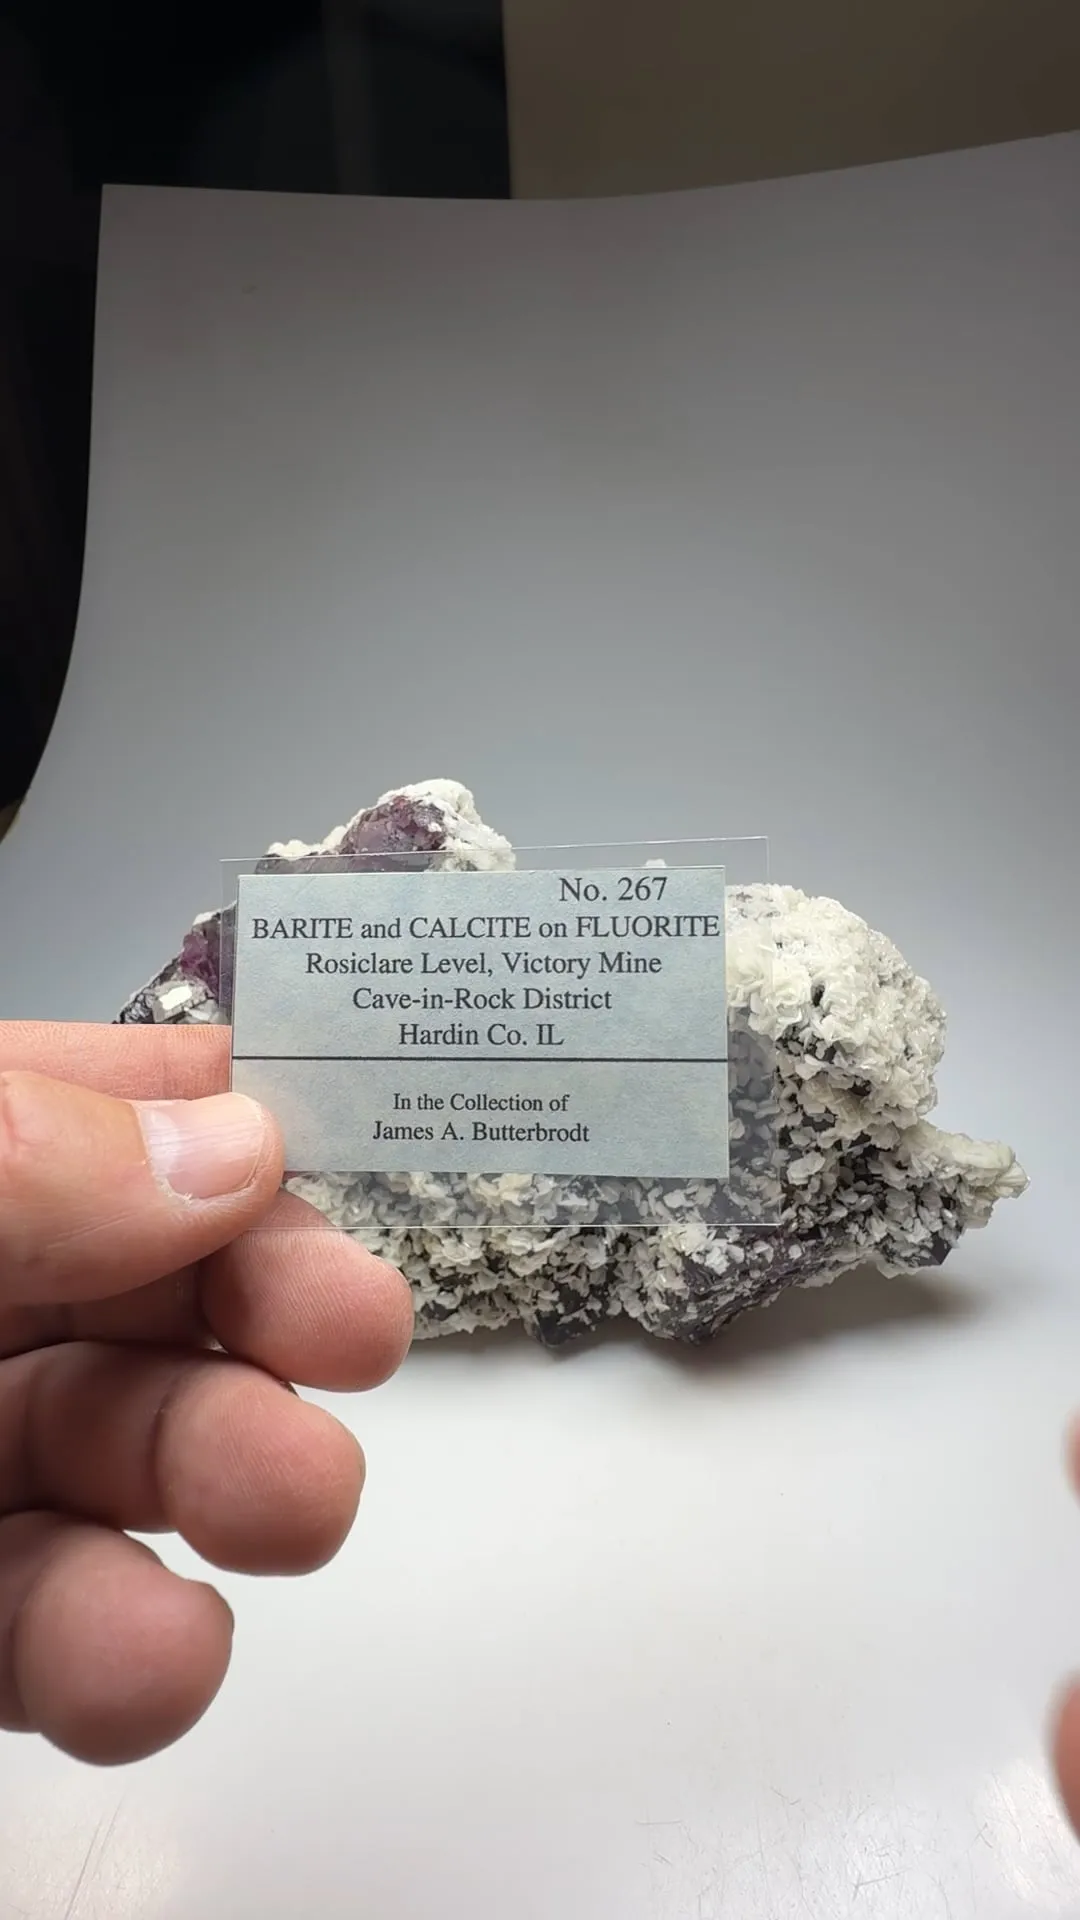 No. 267
BARITE and CALCITE on FLUORITE
Rosiclare Level, Victory Mine
Cave-in-Rock District
Hardin Co. IL
In the Collection of
James A. Butterbrodt